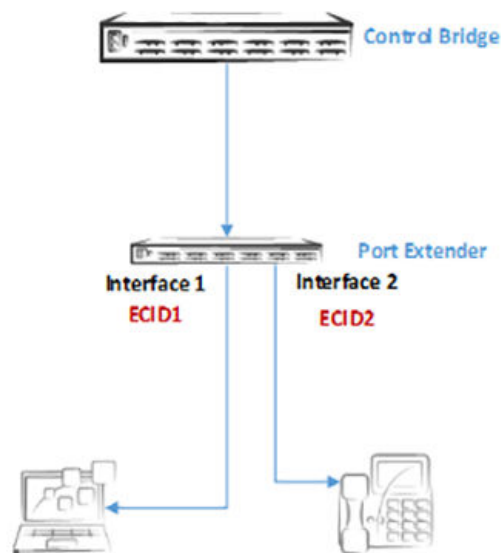 Control Bridge
Port Extender
Interface 1
ECID1
Interface 2
ECID2